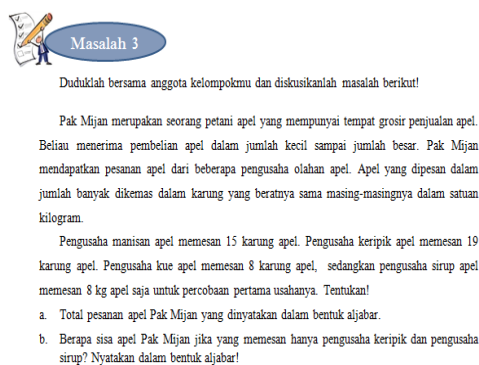 Masalah 3
Duduklah bersama anggota kelompokmu dan diskusikanlah masalah berikut!
Pak Mijan merupakan seorang petani apel yang mempunyai tempat grosir penjualan apel.
Beliau menerima pembelian apel dalam jumlah kecil sampai jumlah besar. Pak Mijan
mendapatkan pesanan apel dari beberapa pengusaha olahan apel. Apel yang dipesan dalam
jumlah banyak dikemas dalam karung yang beratnya sama masing-masingnya dalam satuan
kilogram.
Pengusaha manisan apel memesan 15 karung apel. Pengusaha keripik apel memesan 19
karung apel. Pengusaha kue apel memesan 8 karung apel, sedangkan pengusaha sirup apel
memesan 8 kg apel saja untuk percobaan pertama usahanya. Tentukan!
a. Total pesanan apel Pak Mijan yang dinyatakan dalam bentuk aljabar.
b. Berapa sisa apel Pak Mijan jika yang memesan hanya pengusaha keripik dan pengusaha
sirup? Nyatakan dalam bentuk aljabar!